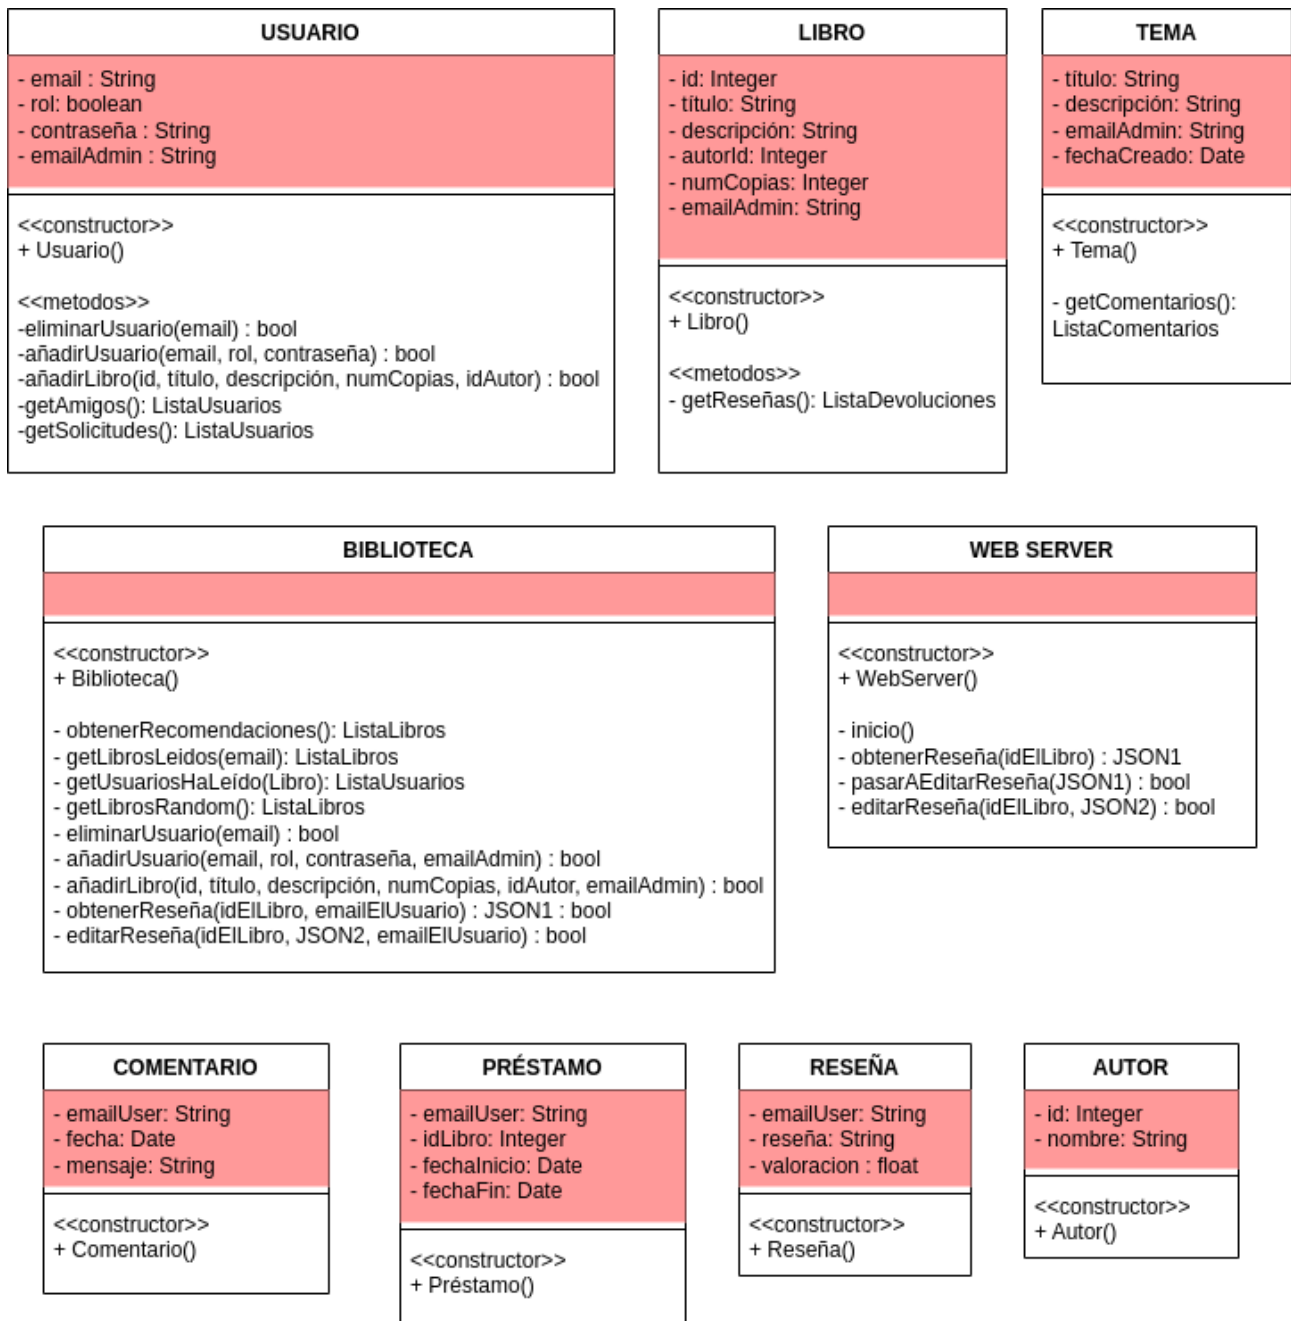 USUARIO
- email : String
- rol: boolean
- contraseña : String
- emailAdmin : String
<<constructor>>
+ Usuario()
<<metodos>>
-eliminarUsuario(email) : bool
-añadirUsuario(email, rol, contraseña) : bool
-añadirLibro(id, título, descripción, numCopias, idAutor) : bool
-getAmigos(): ListaUsuarios
-getSolicitudes(): ListaUsuarios
LIBRO
- id: Integer
- título: String
- descripción: String
- autorId: Integer
- numCopias: Integer
- emailAdmin: String
<<constructor>>
+ Libro()
<<metodos>>
- getReseñas(): ListaDevoluciones
TEMA
- título: String
- descripción: String
- emailAdmin: String
- fechaCreado: Date
<<constructor>>
+ Tema()
- getComentarios():
ListaComentarios
BIBLIOTECA
<<constructor>>
+ Biblioteca()
- obtenerRecomendaciones(): ListaLibros
- getLibrosLeidos(email): ListaLibros
- getUsuariosHaLeído(Libro): ListaUsuarios
- getLibrosRandom(): ListaLibros
- eliminarUsuario(email) : bool
- añadirUsuario(email, rol, contraseña, emailAdmin) : bool
- añadirLibro(id, título, descripción, numCopias, idAutor, emailAdmin) : bool
- obtenerReseña(idElLibro, emailElUsuario) : JSON1 : bool
- editarReseña(idElLibro, JSON2, emailElUsuario) : bool
WEB SERVER
<<constructor>>
+ WebServer()
- inicio()
- obtenerReseña(idElLibro) : JSON1
- pasarAEditarReseña(JSON1) : bool
- editarReseña(idElLibro, JSON2) : bool
COMENTARIO
- emailUser: String
- fecha: Date
- mensaje: String
<<constructor>>
+ Comentario()
PRÉSTAMO
- emailUser: String
- idLibro: Integer
- fechaInicio: Date
- fechaFin: Date
<<constructor>>
+ Préstamo()
RESEÑA
- emailUser: String
- reseña: String
- valoracion : float
<<constructor>>
+ Reseña()
AUTOR
- id: Integer
- nombre: String
<<constructor>>
+ Autor()